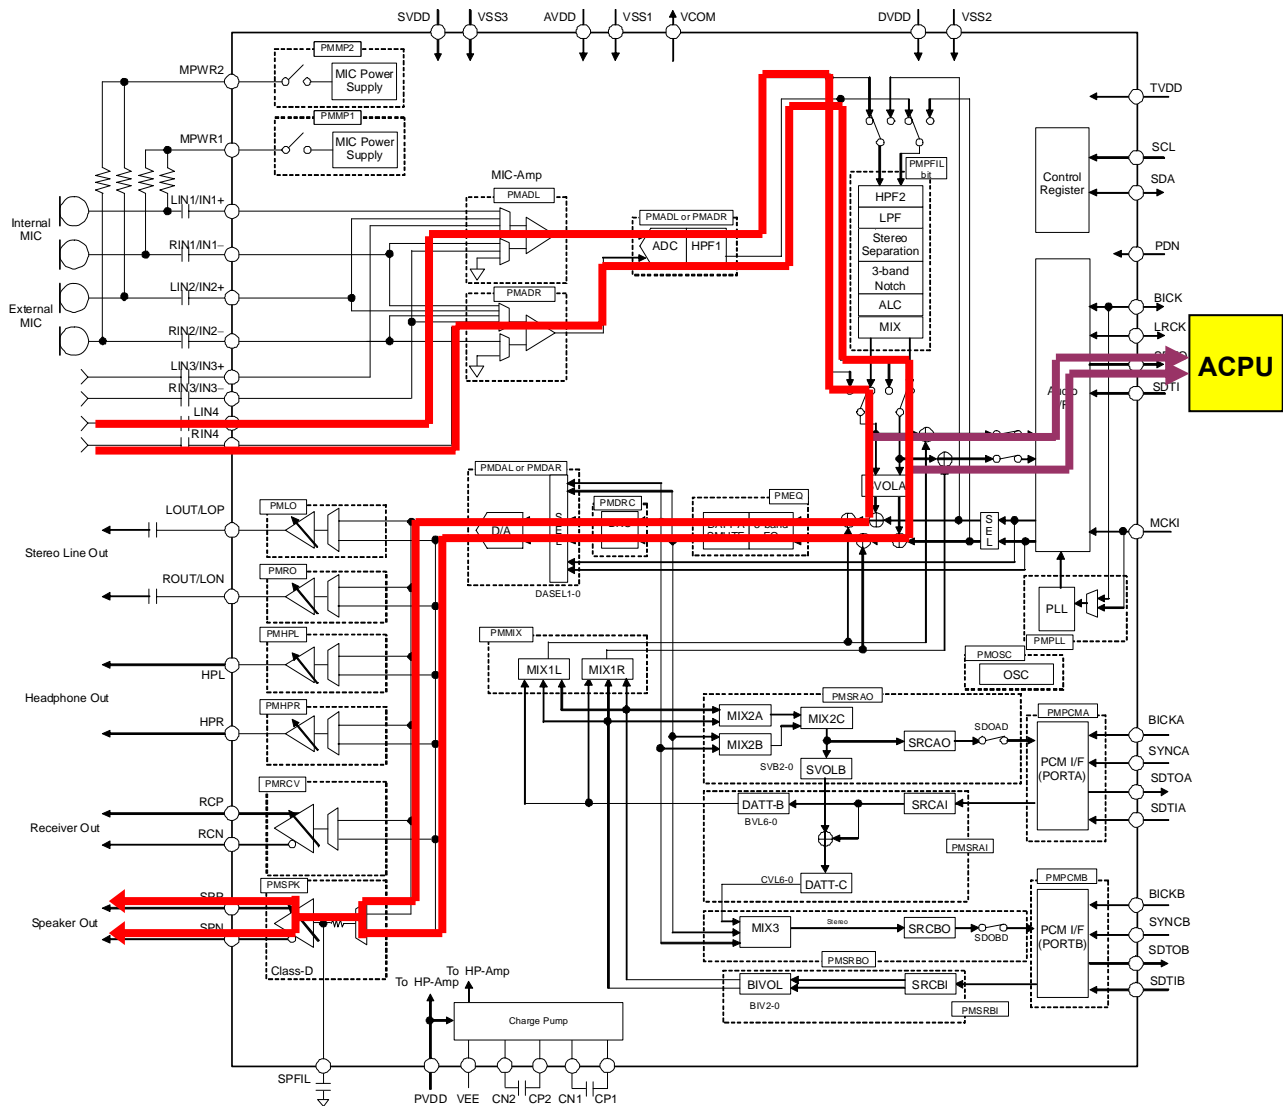 SVDD VSS3 AVDD VSS1 VCOM DVDD VSS2
PMMP2
MPWR2
MIC Power
Supply
PMMP1
MPWR1
MIC Power
Supply
TVDD
SCL
SDA
Control
Register
PMPFIL
bit
MIC-Amp
PMADL
Internal
MIC
LIN1/IN1+
RIN1/IN1−
HPF2
LPF
Stereo
Separation
3-band
Notch
ALC
MIX
PMADL or PMADR
ADC HPF1
PDN
External
MIC
LIN2/IN2+
RIN2/IN2−
PMADR
BICK
LRCK
SDTI
ACPU
LIN3/IN3+
RIN3/IN3−
LIN4
RIN4
Audio
PMDAL or PMDAR
PMDRC
PMEQ
LOUT/LOP
PMLO
D/A
SEL
SEL
MCKI
Stereo Line Out
ROUT/LON
PMRO
DASEL1-0
PLL
PMPLL
PMHPL
HPL
PMMIX
MIX1L MIX1R
PMOSC
OSC
Headphone Out
HPR
PMHPR
PMSRAO
MIX2A MIX2C
MIX2B
SVB2-0
SVOLB
SRCAO
SDOAD
PMPCMA
PCM I/F
(PORTA)
BICKA
SYNCA
SDTOA
SDTIA
PMRCV
RCP
Receiver Out
RCN
DATT-B
BVL6-0
SRCAI
PMSRAI
CVL6-0
DATT-C
PMSPK
Speaker Out
SPN
Class-D
MIX3
Stereo
SRCBO
SDOBD
PMSRBO
PMPCMB
PCM I/F
(PORTB)
BICKB
SYNCB
SDTOB
SDTIB
BIVOL
BIV2-0
SRCBI
PMSRBI
To HP-Amp
To HP-Amp
Charge Pump
SPFIL
PVDD VEE CN2 CP2 CN1 CP1